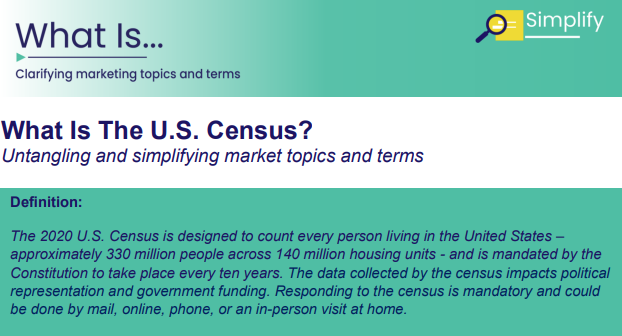 What Is...
Simplify
Clarifying marketing topics and terms
What Is The U.S. Census?
Untangling and simplifying market topics and terms
Definition:
The 2020 U.S. Census is designed to count every person living in the United States –
approximately 330 million people across 140 million housing units - and is mandated by the
Constitution to take place every ten years. The data collected by the census impacts political
representation and government funding. Responding to the census is mandatory and could
be done by mail, online, phone, or an in-person visit at home.